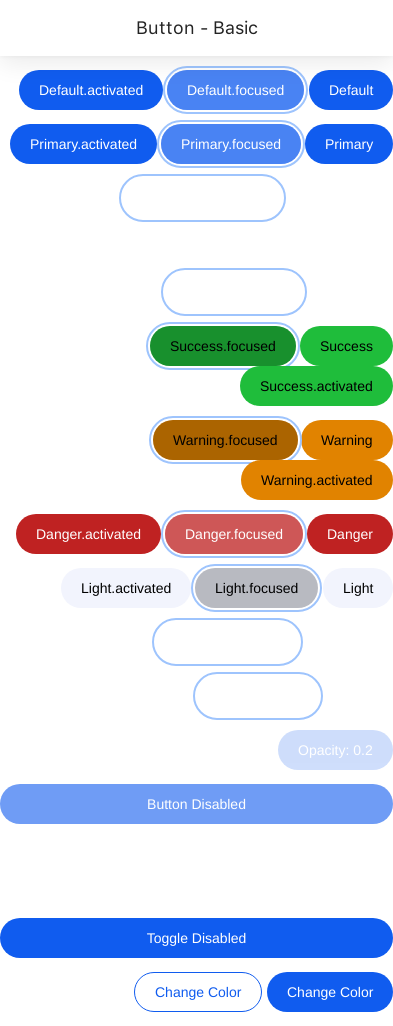 Button - Basic
Default.activated Default.focused Default
Primary.activated Primary.focused Primary
Success.focused Success
Success.activated
Warning.focused Warning
Warning.activated
Danger.activated Danger.focused Danger
Light.activated Light.focused Light
Opacity: 0.2
Button Disabled
Toggle Disabled
Change Color Change Color